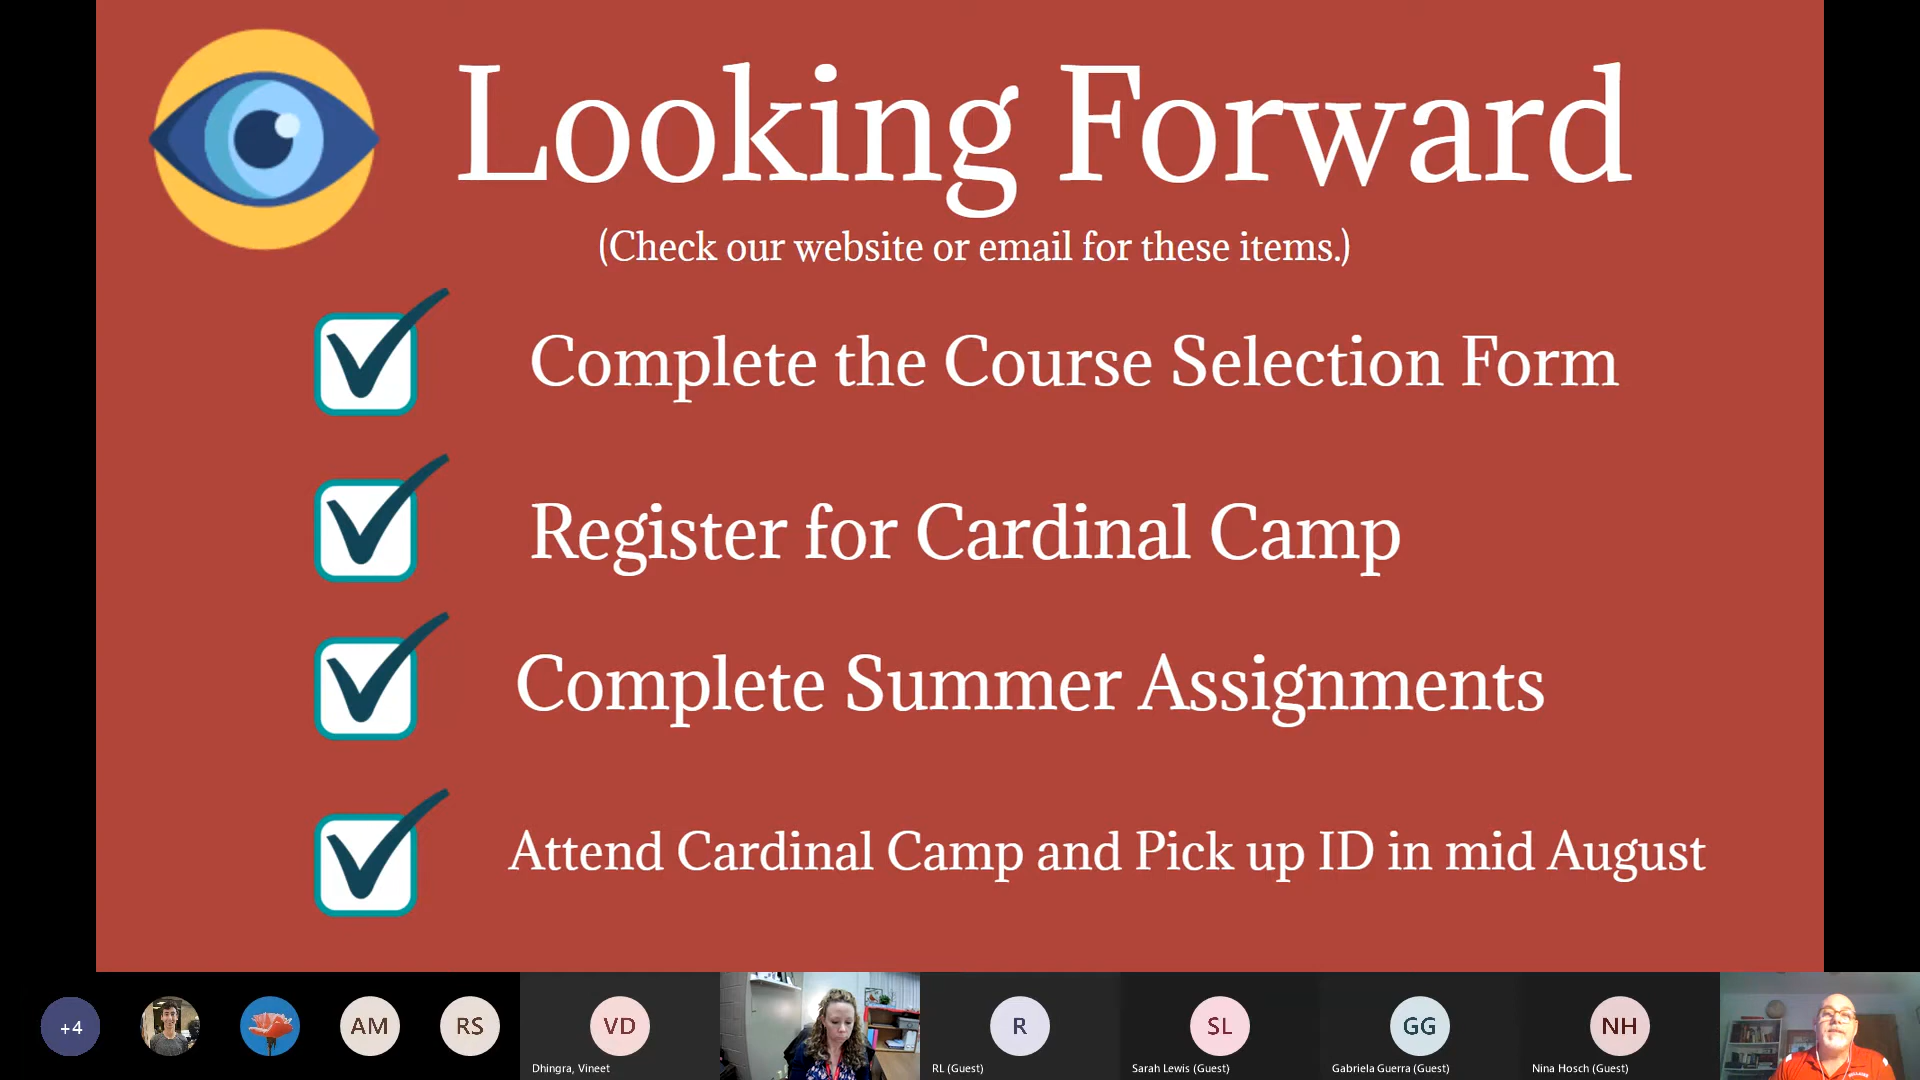 Looking Forward
(Check our website or email for these items.)
Complete the Course Selection Form
Register for Cardinal Camp
Complete Summer Assignments
Attend Cardinal Camp and Pick up ID in mid August
+4
AM
RS
VD
R
SL
GG
NH
Dhingra, Vineet
RL (Guest)
Sarah Lewis (Guest)
Gabriela Guerra (Guest)
Nina Hosch (Guest)